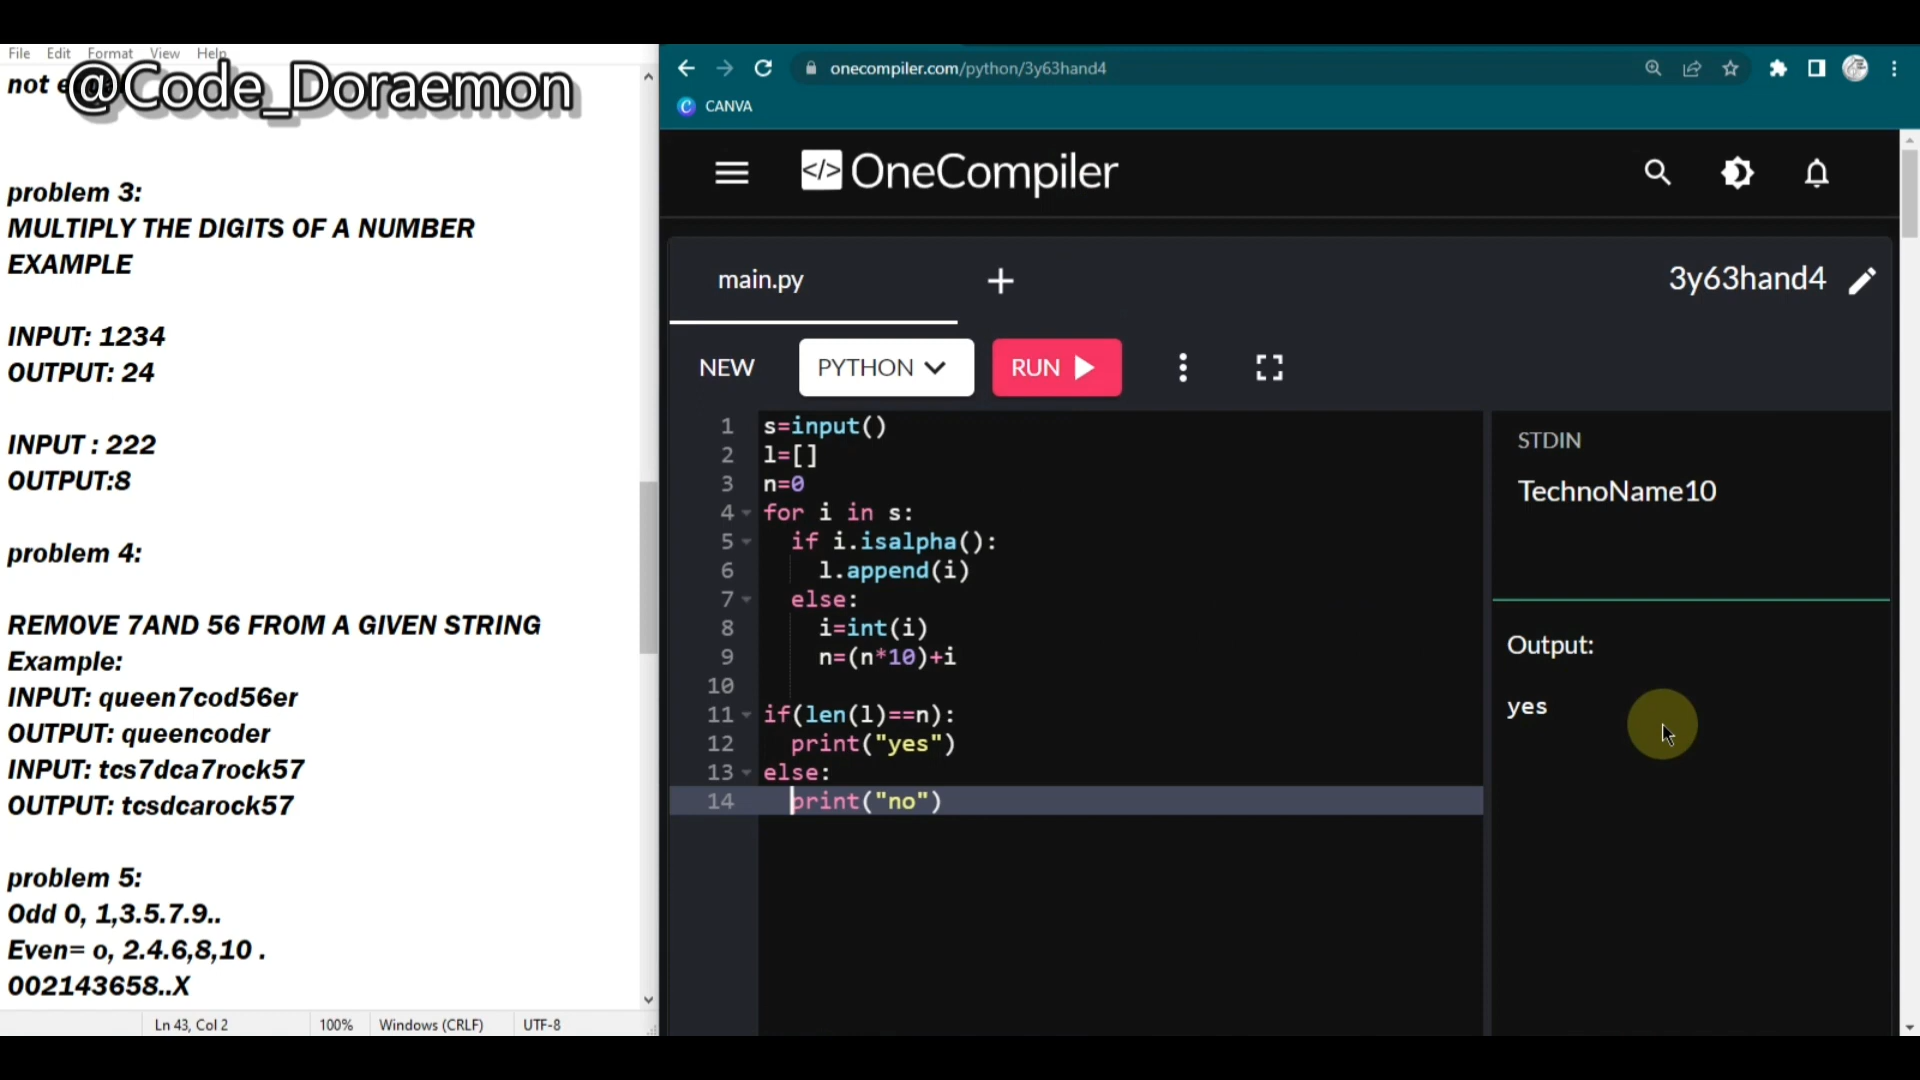 File Edit Format View Help
not e
@Code_Doraemon
problem 3:
MULTIPLY THE DIGITS OF A NUMBER
EXAMPLE
INPUT: 1234
OUTPUT: 24
INPUT : 222
OUTPUT:8
problem 4:
REMOVE 7AND 56 FROM A GIVEN STRING
Example:
INPUT: queen7cod56er
OUTPUT: queencoder
INPUT: tcs7dca7rock57
OUTPUT: tcsdcarock57
problem 5:
Odd 0, 1,3.5.7.9..
Even= o, 2.4.6,8,10 .
002143658..X
Ln 43, Col 2 100% Windows (CRLF) UTF-8
onecompiler.com/python/3y63hand4
C CANVA
</> OneCompiler
main.py + 3y63hand4
NEW PYTHON RUN
1 s=input()
2 l=[]
3 n=0
4 for i in s:
5 if i.isalpha():
6 l.append(i)
7 else:
8 i=int(i)
9 n=(n*10)+i
10
11 if(len(l)==n):
12 print("yes")
13 else:
14 print("no")
STDIN
TechnoName10
Output:
yes